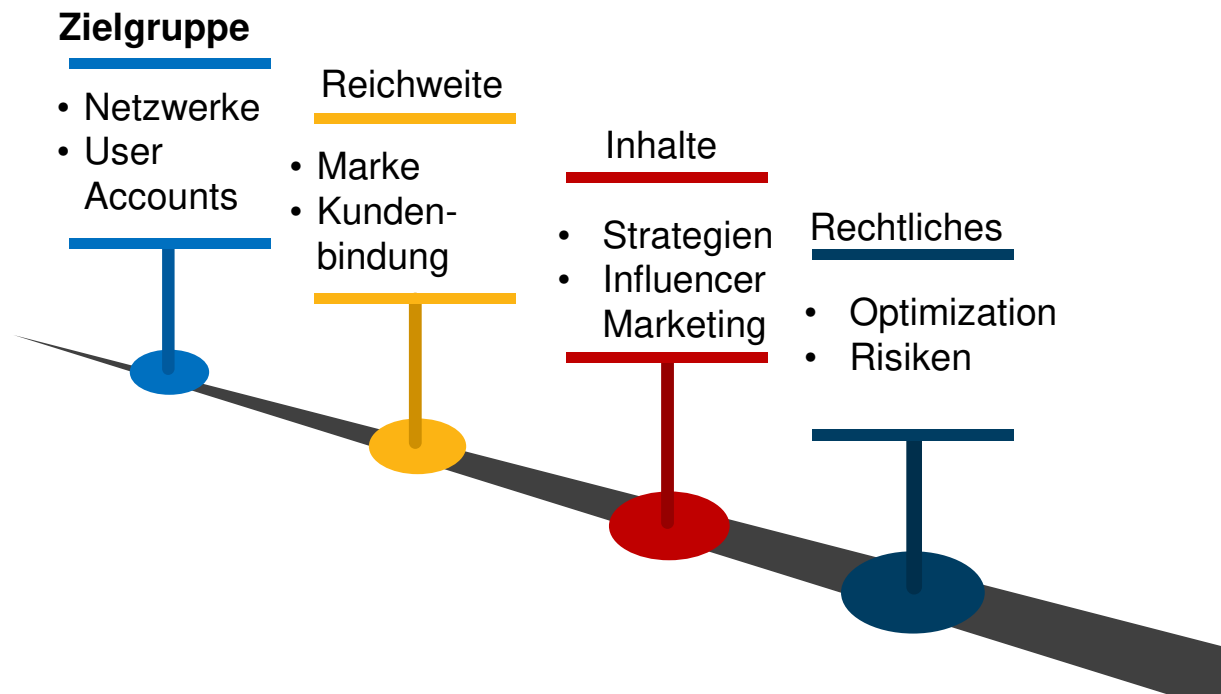 Zielgruppe
• Netzwerke
• User
Accounts
Reichweite
• Marke
• Kunden-
bindung
Inhalte
• Strategien
• Influencer
Marketing
Rechtliches
• Optimization
• Risiken